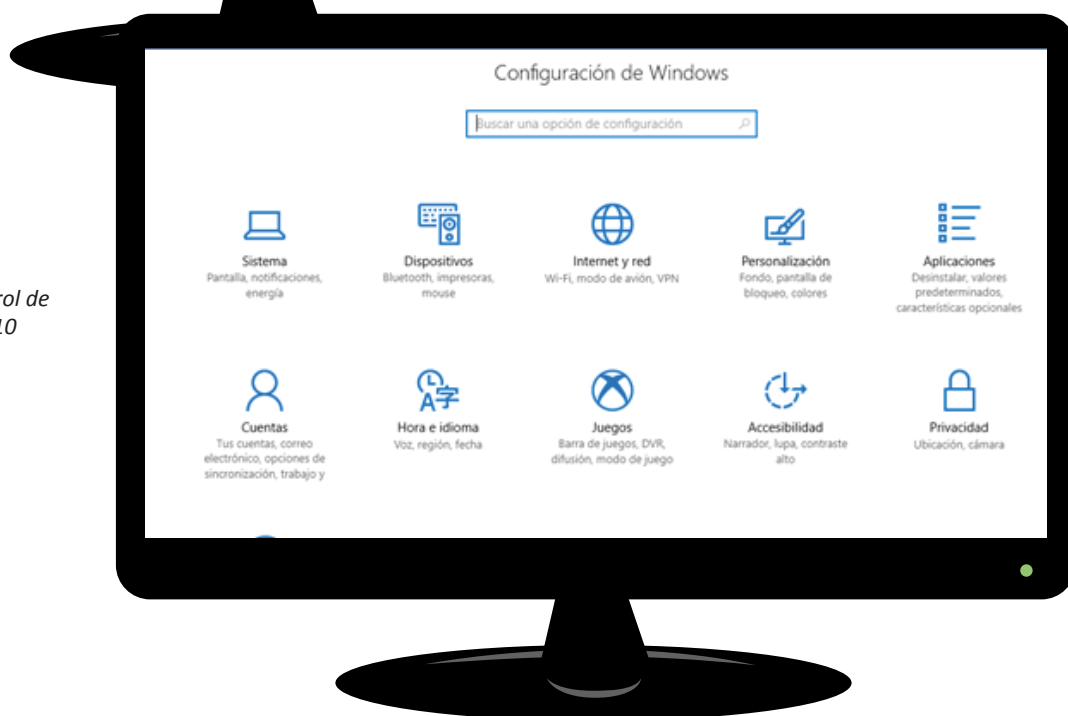 Configuración de Windows
Buscar una opción de configuración
Sistema
Pantalla, notificaciones,
energía
Dispositivos
Bluetooth, impresoras,
mouse
Internet y red
Wi-Fi, modo de avión, VPN
Personalización
Fondo, pantalla de
bloqueo, colores
Aplicaciones
Desinstalar, valores
predeterminados,
características opcionales
de
10
Cuentas
Tus cuentas, correo
electrónico, opciones de
sincronización, trabajo y
Hora e idioma
Voz, región, fecha
Juegos
Barra de juegos, DVR,
difusión, modo de juego
Accesibilidad
Narrador, lupa, contraste
alto
Privacidad
Ubicación, cámara